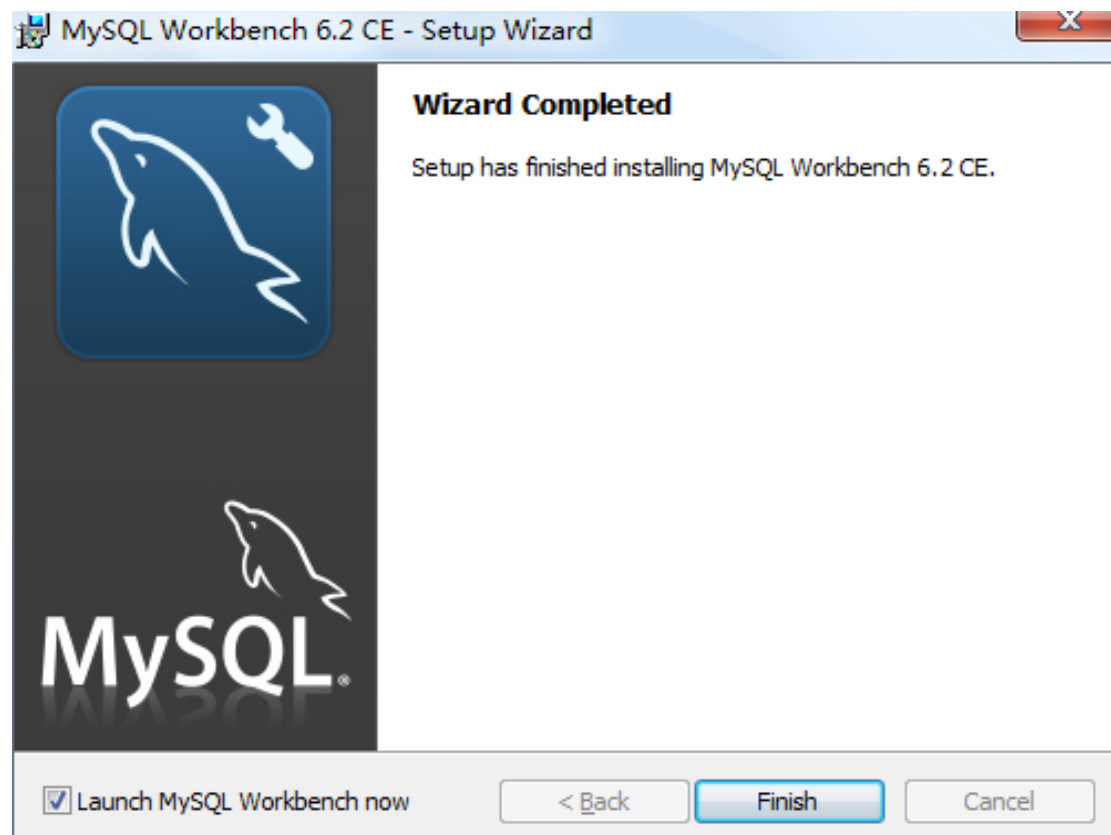 MySQL Workbench 6.2 CE - Setup Wizard
Wizard Completed
Setup has finished installing MySQL Workbench 6.2 CE.
MySQL®
Launch MySQL Workbench now
< Back
Finish
Cancel